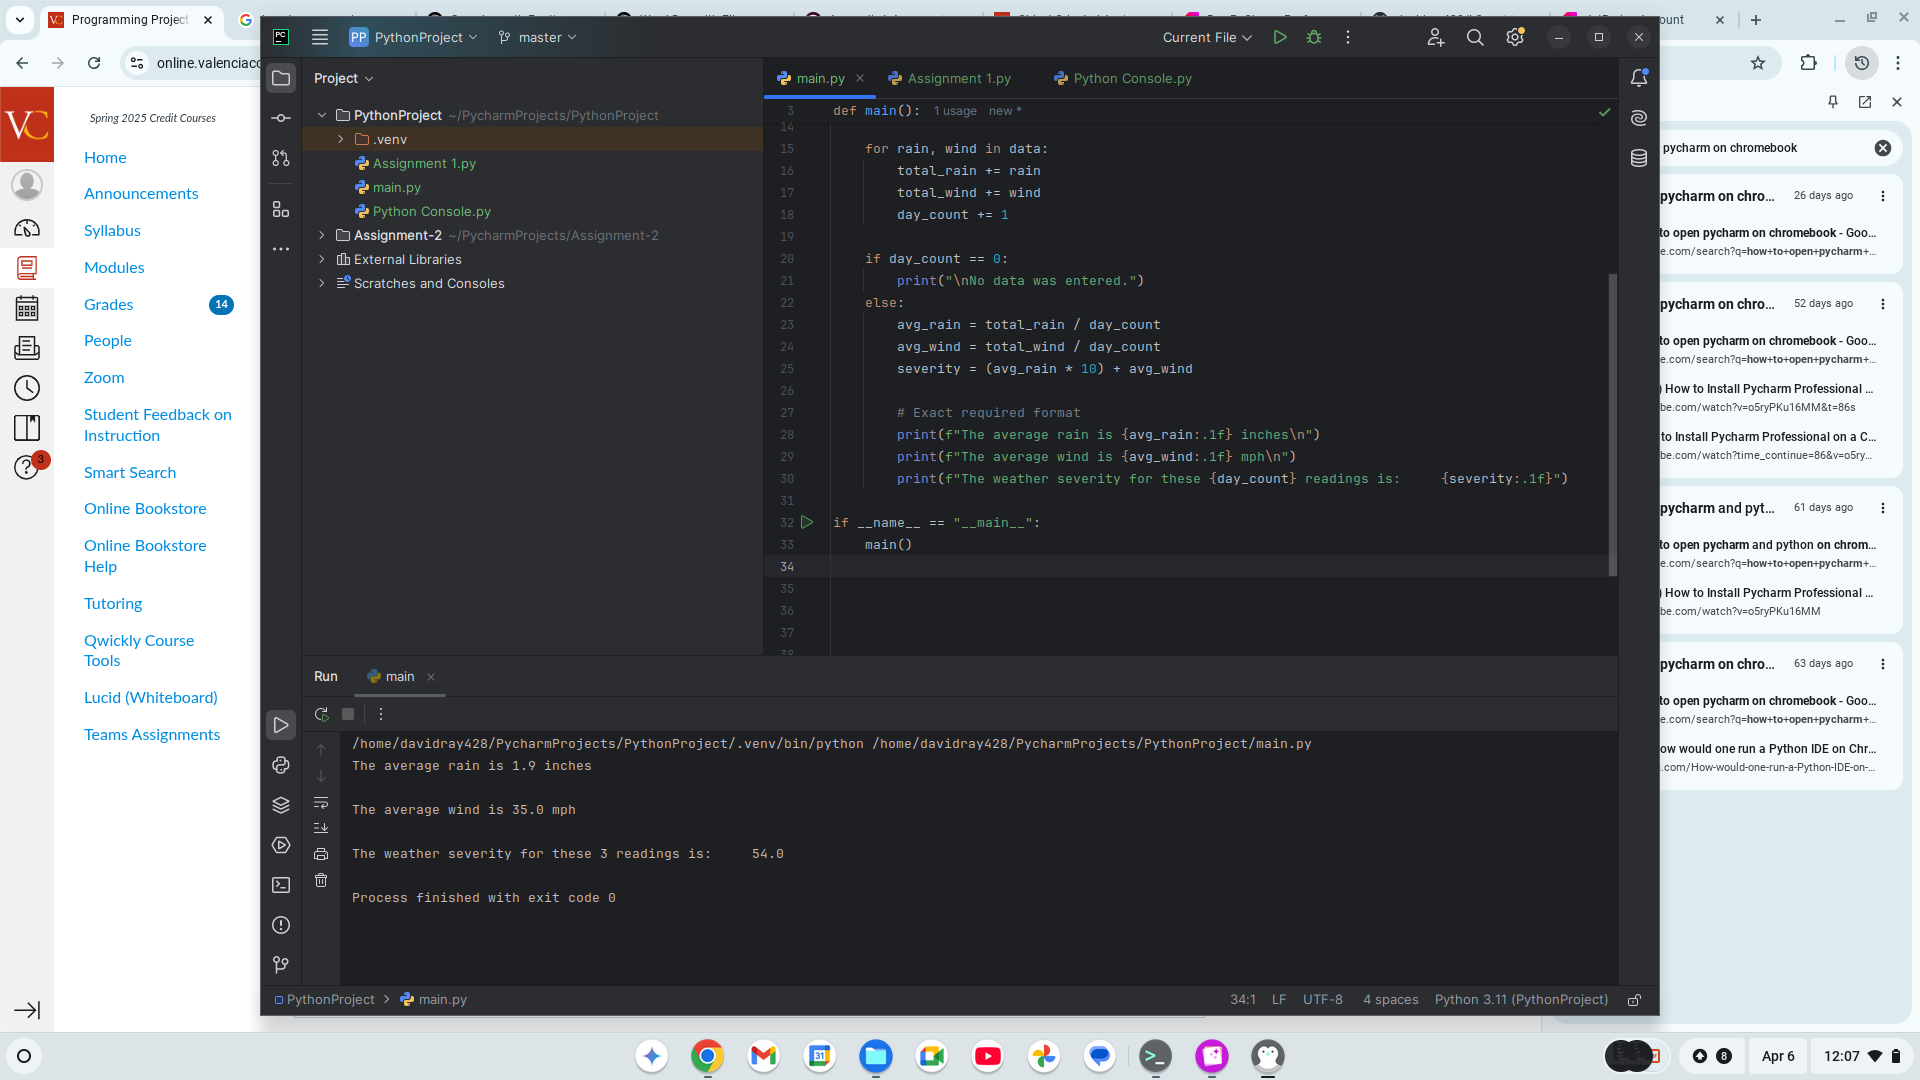 Programming Project
ount
online.valenciacc
PythonProject
master
Current File
Project
main.py
Assignment 1.py
Python Console.py
Spring 2025 Credit Courses
Home
Announcements
Syllabus
Modules
Grades
14
People
Zoom
Student Feedback on
Instruction
Smart Search
Online Bookstore
Online Bookstore
Help
Tutoring
Qwickly Course
Tools
Lucid (Whiteboard)
Teams Assignments
VC
3
PC
PP
PythonProject ~/PycharmProjects/PythonProject
.venv
Assignment 1.py
main.py
Python Console.py
Assignment-2 ~/PycharmProjects/Assignment-2
External Libraries
Scratches and Consoles
3 def main(): 1 usage new *
14
15 for rain, wind in data:
16 total_rain += rain
17 total_wind += wind
18 day_count += 1
19
20 if day_count == 0:
21 print("\nNo data was entered.")
22 else:
23 avg_rain = total_rain / day_count
24 avg_wind = total_wind / day_count
25 severity = (avg_rain * 10) + avg_wind
26
27 # Exact required format
28 print(f"The average rain is {avg_rain:.1f} inches\n")
29 print(f"The average wind is {avg_wind:.1f} mph\n")
30 print(f"The weather severity for these {day_count} readings is:     {severity:.1f}")
31
32 if __name__ == "__main__":
33 main()
34
35
36
37
38
Run
main
/home/davidray428/PycharmProjects/PythonProject/.venv/bin/python /home/davidray428/PycharmProjects/PythonProject/main.py
The average rain is 1.9 inches
The average wind is 35.0 mph
The weather severity for these 3 readings is:     54.0
Process finished with exit code 0
PythonProject > main.py
34:1 LF UTF-8 4 spaces Python 3.11 (PythonProject)
pycharm on chromebook
pycharm on chro... 26 days ago
to open pycharm on chromebook - Goo...
e.com/search?q=how+to+open+pycharm+...
pycharm on chro... 52 days ago
to open pycharm on chromebook - Goo...
e.com/search?q=how+to+open+pycharm+...
) How to Install Pycharm Professional ...
be.com/watch?v=o5ryPKu16MM&t=86s
to Install Pycharm Professional on a C...
be.com/watch?time_continue=86&v=o5ry...
pycharm and pyt... 61 days ago
to open pycharm and python on chrom...
e.com/search?q=how+to+open+pycharm+...
) How to Install Pycharm Professional ...
be.com/watch?v=o5ryPKu16MM
pycharm on chro... 63 days ago
to open pycharm on chromebook - Goo...
e.com/search?q=how+to+open+pycharm+...
ow would one run a Python IDE on Chr...
.com/How-would-one-run-a-Python-IDE-on-...
31
8
Apr 6
12:07